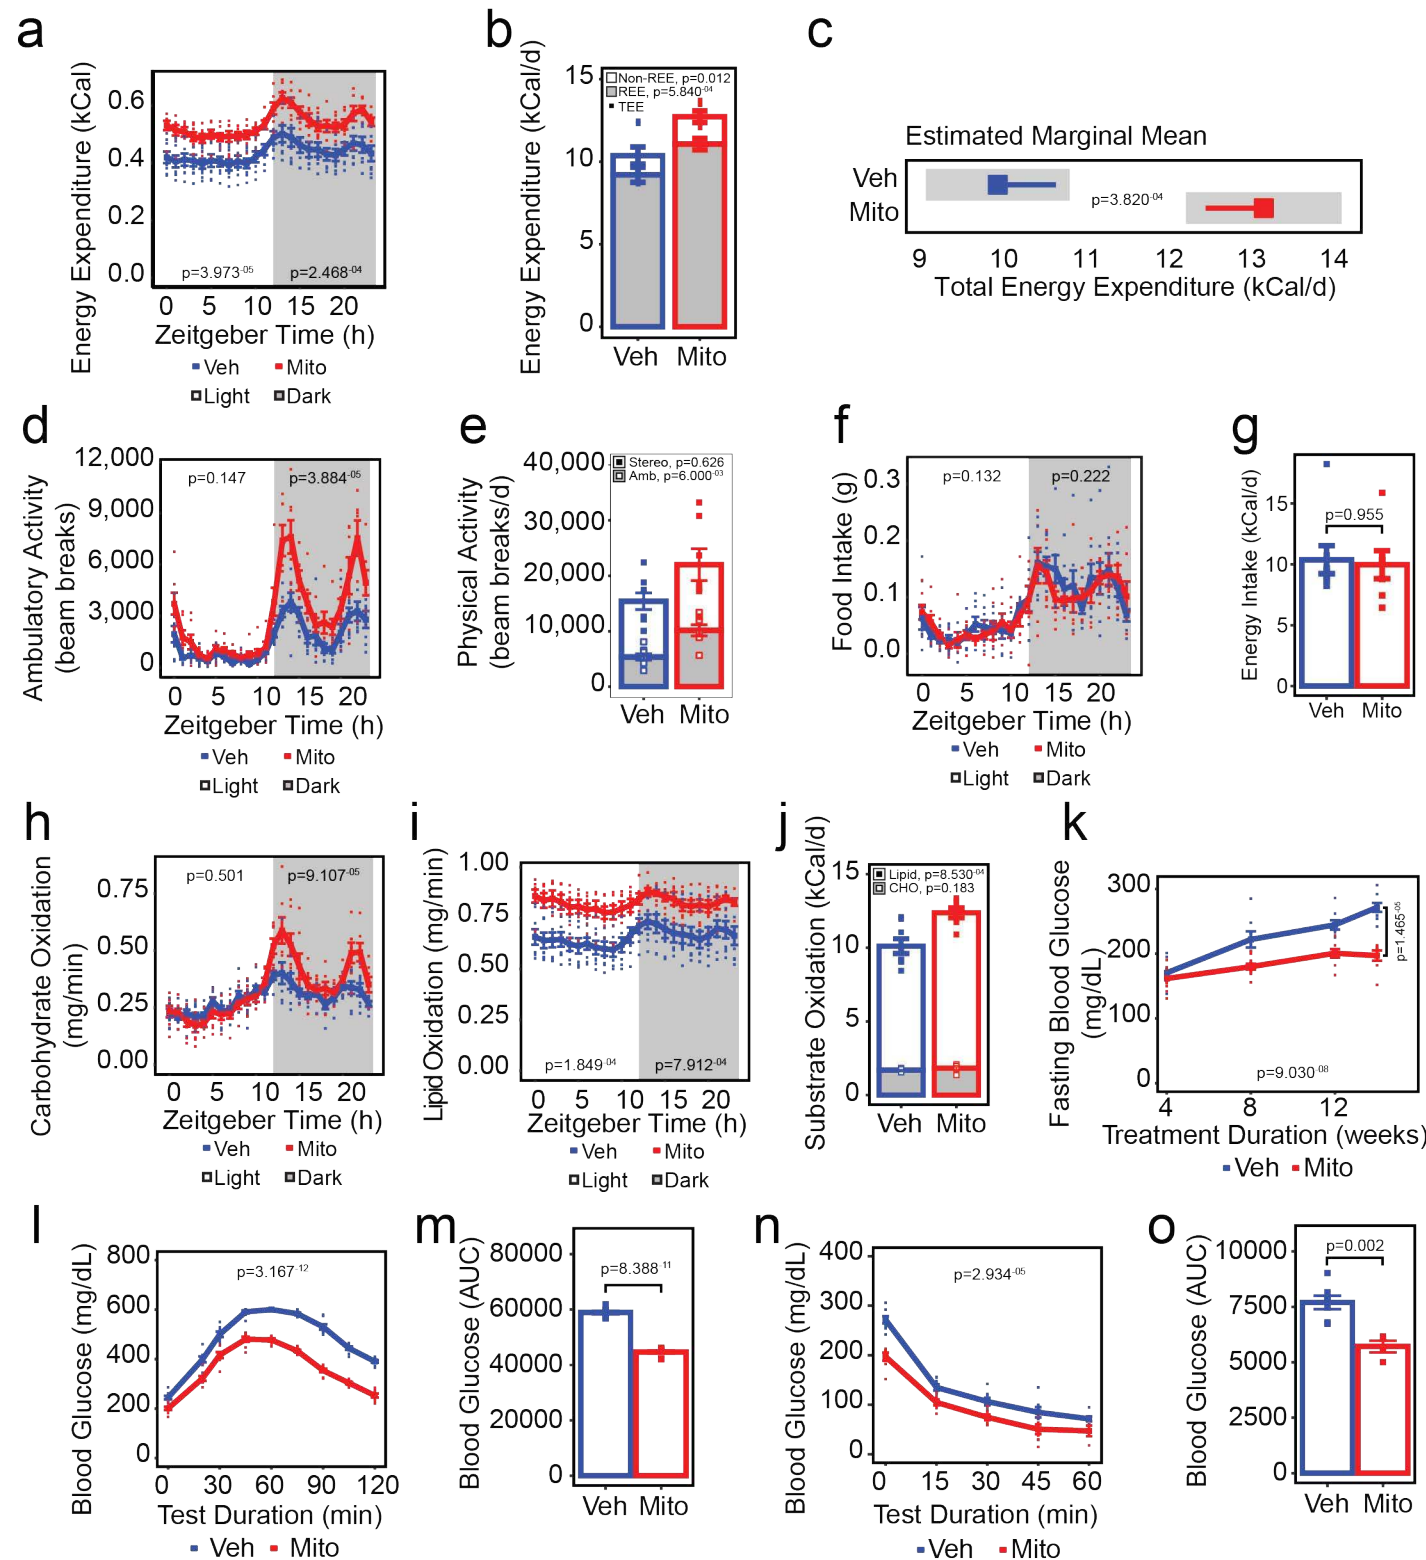 a
Energy Expenditure (kCal)
0.6
0.4
0.2
0.0
p=3.973-05
p=2.468-04
0 5 10 15 20
Zeitgeber Time (h)
Veh Mito
Light Dark
b
Energy Expenditure (kCal/d)
15
10
5
0
Non-REE, p=0.012
REE, p=5.840-04
TEE
Veh Mito
c
Estimated Marginal Mean
Veh
Mito
p=3.820-04
9 10 11 12 13 14
Total Energy Expenditure (kCal/d)
d
Ambulatory Activity
(beam breaks)
12,000
9,000
6,000
3,000
0
p=0.147
p=3.884-05
0 5 10 15 20
Zeitgeber Time (h)
Veh Mito
Light Dark
e
Physical Activity
(beam breaks/d)
40,000
30,000
20,000
10,000
0
Stereo, p=0.626
Amb, p=6.000-03
Veh Mito
f
Food Intake (g)
0.3
0.2
0.1
0.0
p=0.132
p=0.222
0 5 10 15 20
Zeitgeber Time (h)
Veh Mito
Light Dark
g
Energy Intake (kCal/d)
15
10
5
0
p=0.955
Veh Mito
h
Carbohydrate Oxidation
(mg/min)
0.75
0.50
0.25
0.00
p=0.501
p=9.107-05
0 5 10 15 20
Zeitgeber Time (h)
Veh Mito
Light Dark
i
Lipid Oxidation (mg/min)
1.00
0.75
0.50
0.25
0.00
p=1.849-04
p=7.912-04
0 5 10 15 20
Zeitgeber Time (h)
Veh Mito
Light Dark
j
Substrate Oxidation (kCal/d)
15
10
5
0
Lipid, p=8.530-04
CHO, p=0.183
Veh Mito
k
Fasting Blood Glucose
(mg/dL)
300
200
100
0
p=1.465-05
p=9.030-08
4 8 12
Treatment Duration (weeks)
Veh Mito
l
Blood Glucose (mg/dL)
800
600
400
200
0
p=3.167-12
0 30 60 90 120
Test Duration (min)
Veh Mito
m
Blood Glucose (AUC)
80000
60000
40000
20000
0
p=8.388-11
Veh Mito
n
Blood Glucose (mg/dL)
400
300
200
100
0
p=2.934-05
0 15 30 45 60
Test Duration (min)
Veh Mito
o
Blood Glucose (AUC)
10000
7500
5000
2500
0
p=0.002
Veh Mito